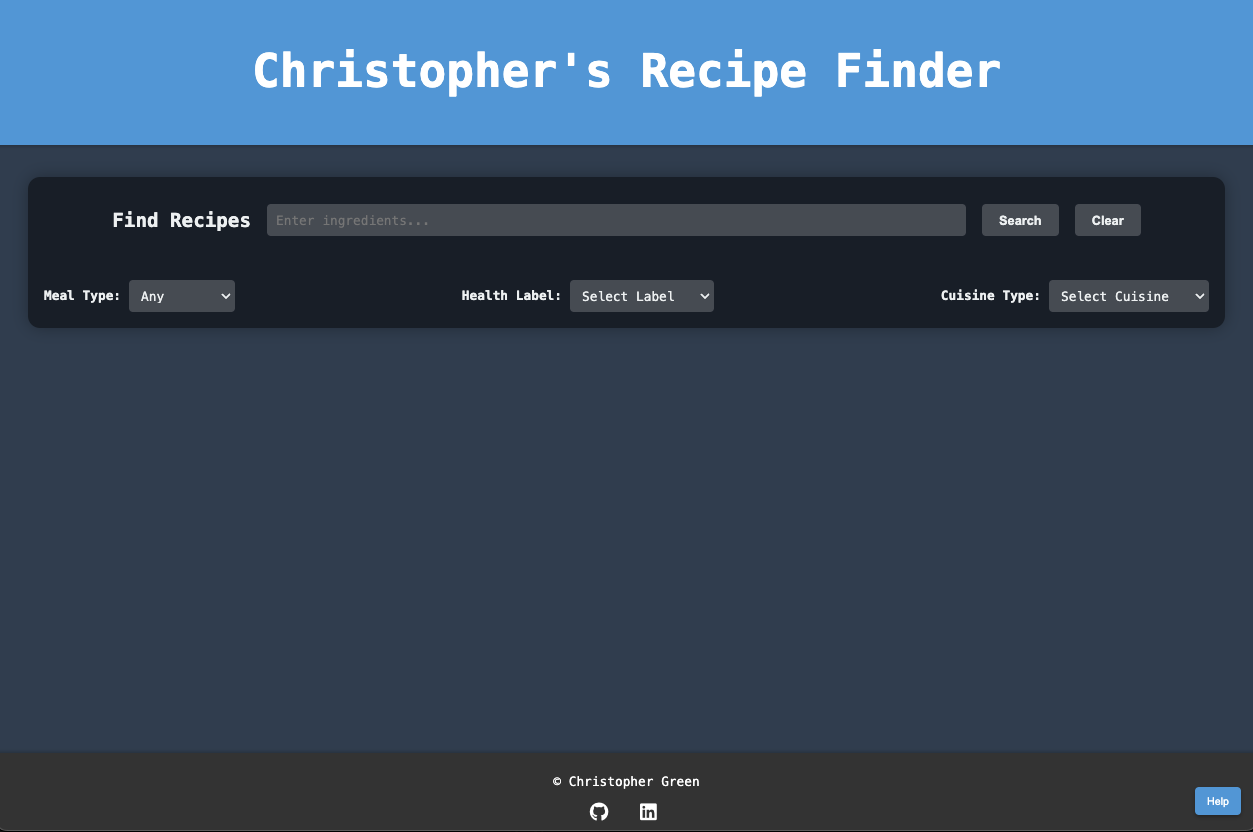 Christopher's Recipe Finder
Find Recipes Enter ingredients... Search Clear
Meal Type: Any Health Label: Select Label Cuisine Type: Select Cuisine
© Christopher Green
in
Help